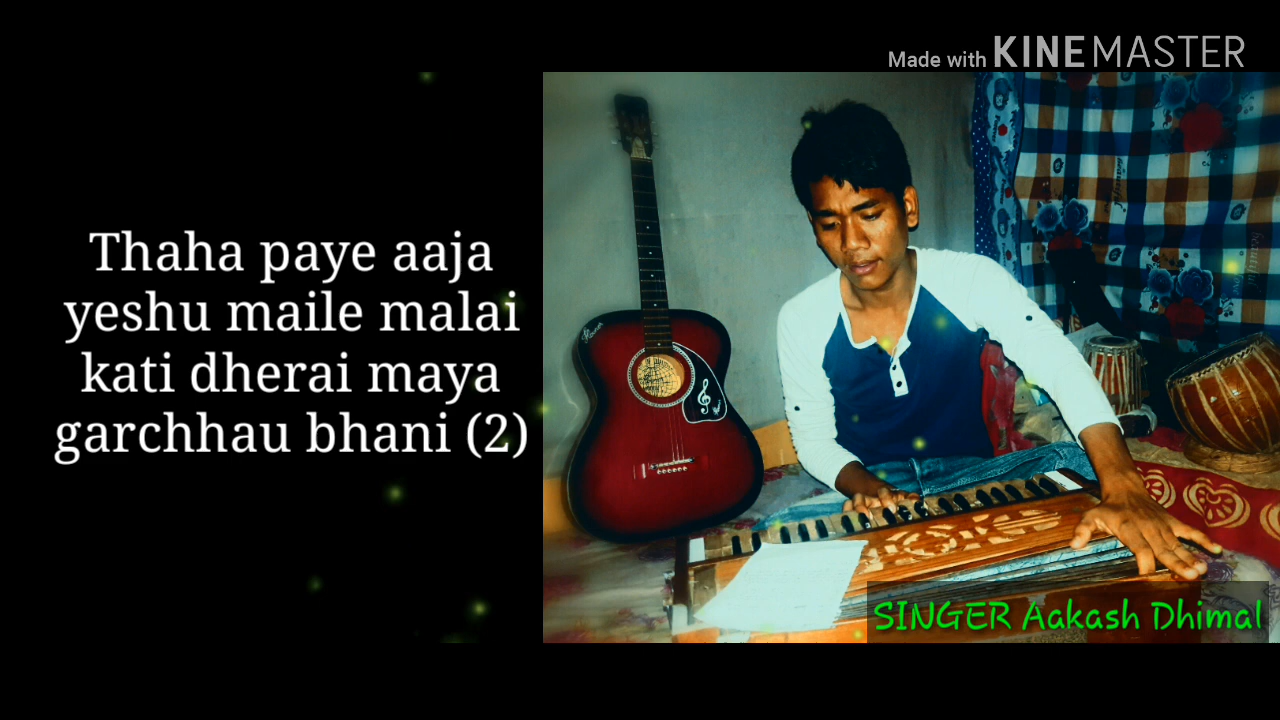 Made with KINEMASTER
Thaha paye aaja
yeshu maile malai
kati dherai maya
garchhau bhani (2)
SINGER Aakash Dhimal